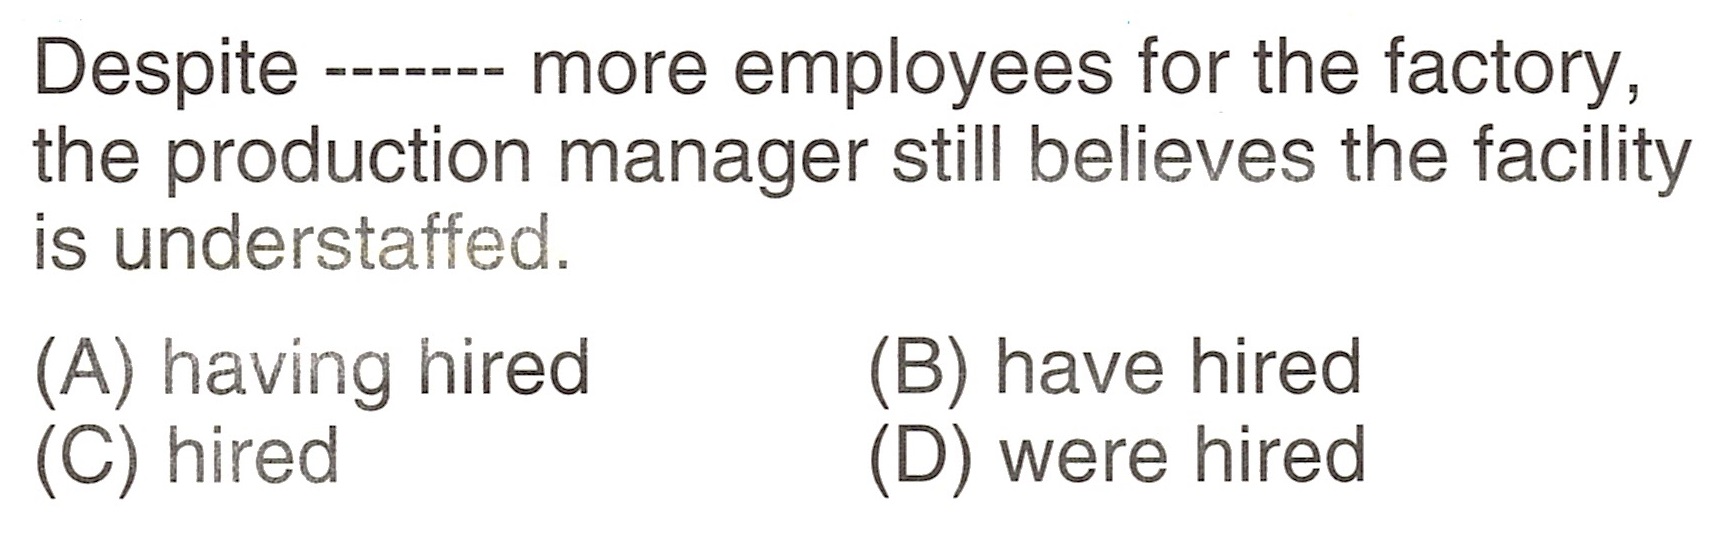 Despite ------- more employees for the factory,
the production manager still believes the facility
is understaffed.
(A) having hired (B) have hired
(C) hired (D) were hired